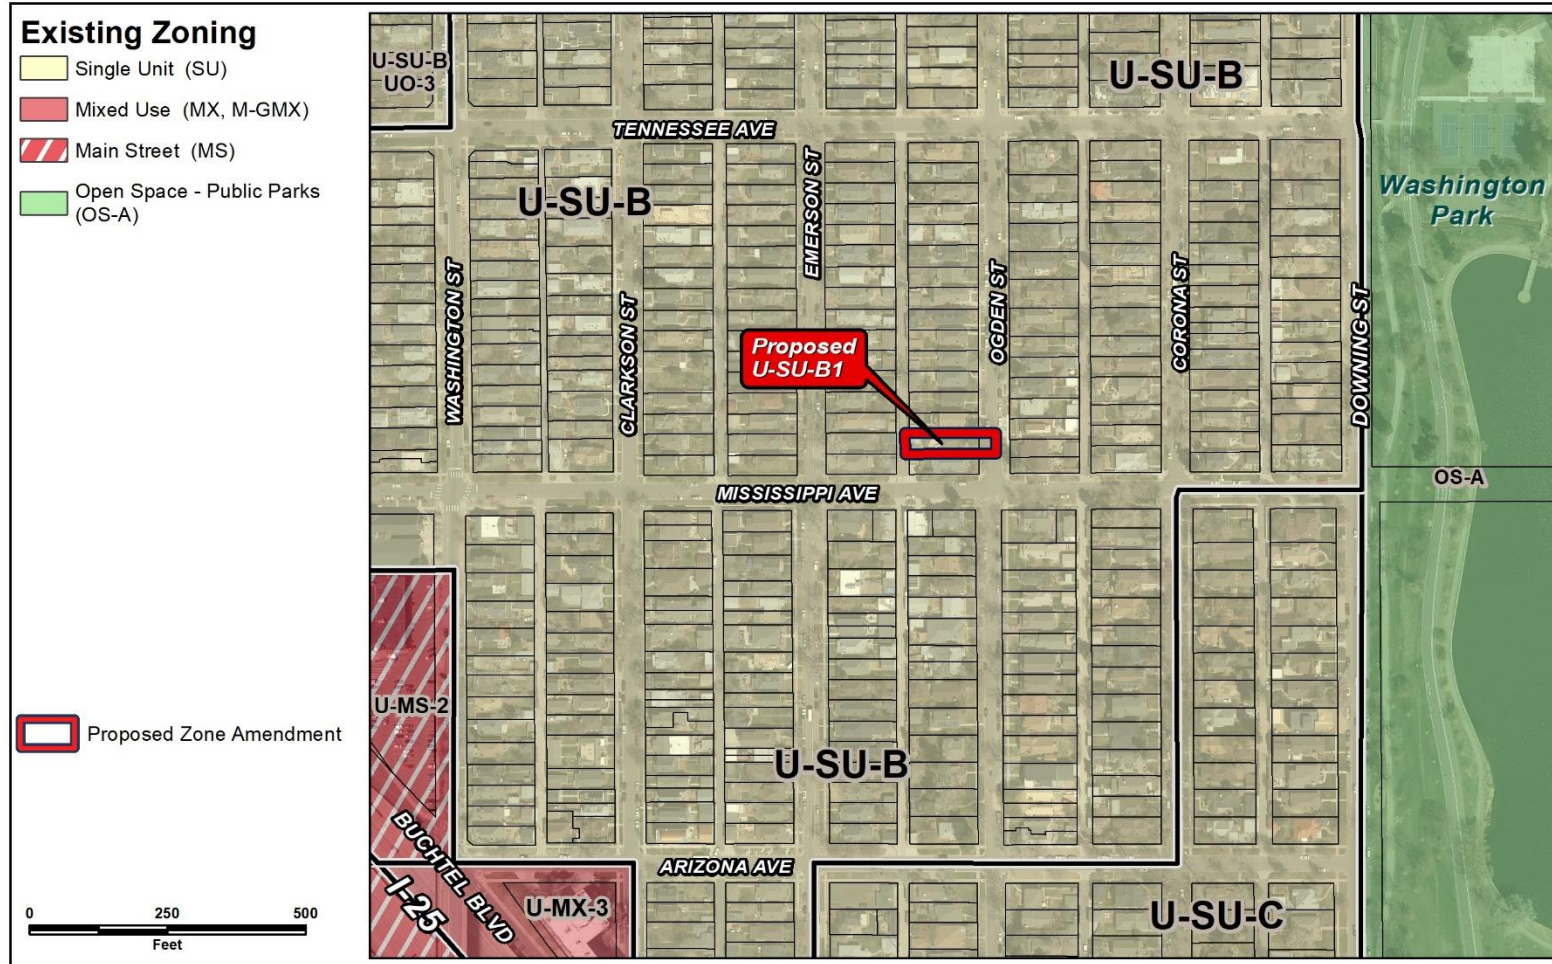 Existing Zoning
Single Unit (SU)
Mixed Use (MX, M-GMX)
Main Street (MS)
Open Space - Public Parks
(OS-A)
Proposed Zone Amendment
0 250 500
Feet
U-SU-B
UO-3
U-SU-B
TENNESSEE AVE
U-SU-B
EMERSON ST
Washington
Park
WASHINGTON ST
CLARKSON ST
OGDEN ST
CORONA ST
DOWNING ST
Proposed
U-SU-B1
MISSISSIPPI AVE
OS-A
U-MS-2
U-SU-B
BUCHTEL BLVD
ARIZONA AVE
I-25
U-MX-3
U-SU-C